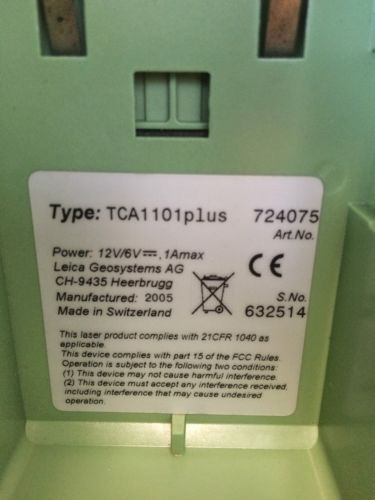 Type: TCA1101plus 724075
Art.No.
Power: 12V/6V⎓, 1Amax
Leica Geosystems AG
CH-9435 Heerbrugg
Manufactured: 2005
Made in Switzerland
CE
S.No.
632514
This laser product complies with 21CFR 1040 as
applicable.
This device complies with part 15 of the FCC Rules.
Operation is subject to the following two conditions:
(1) This device may not cause harmful interference.
(2) This device must accept any interference received,
including interference that may cause undesired
operation.